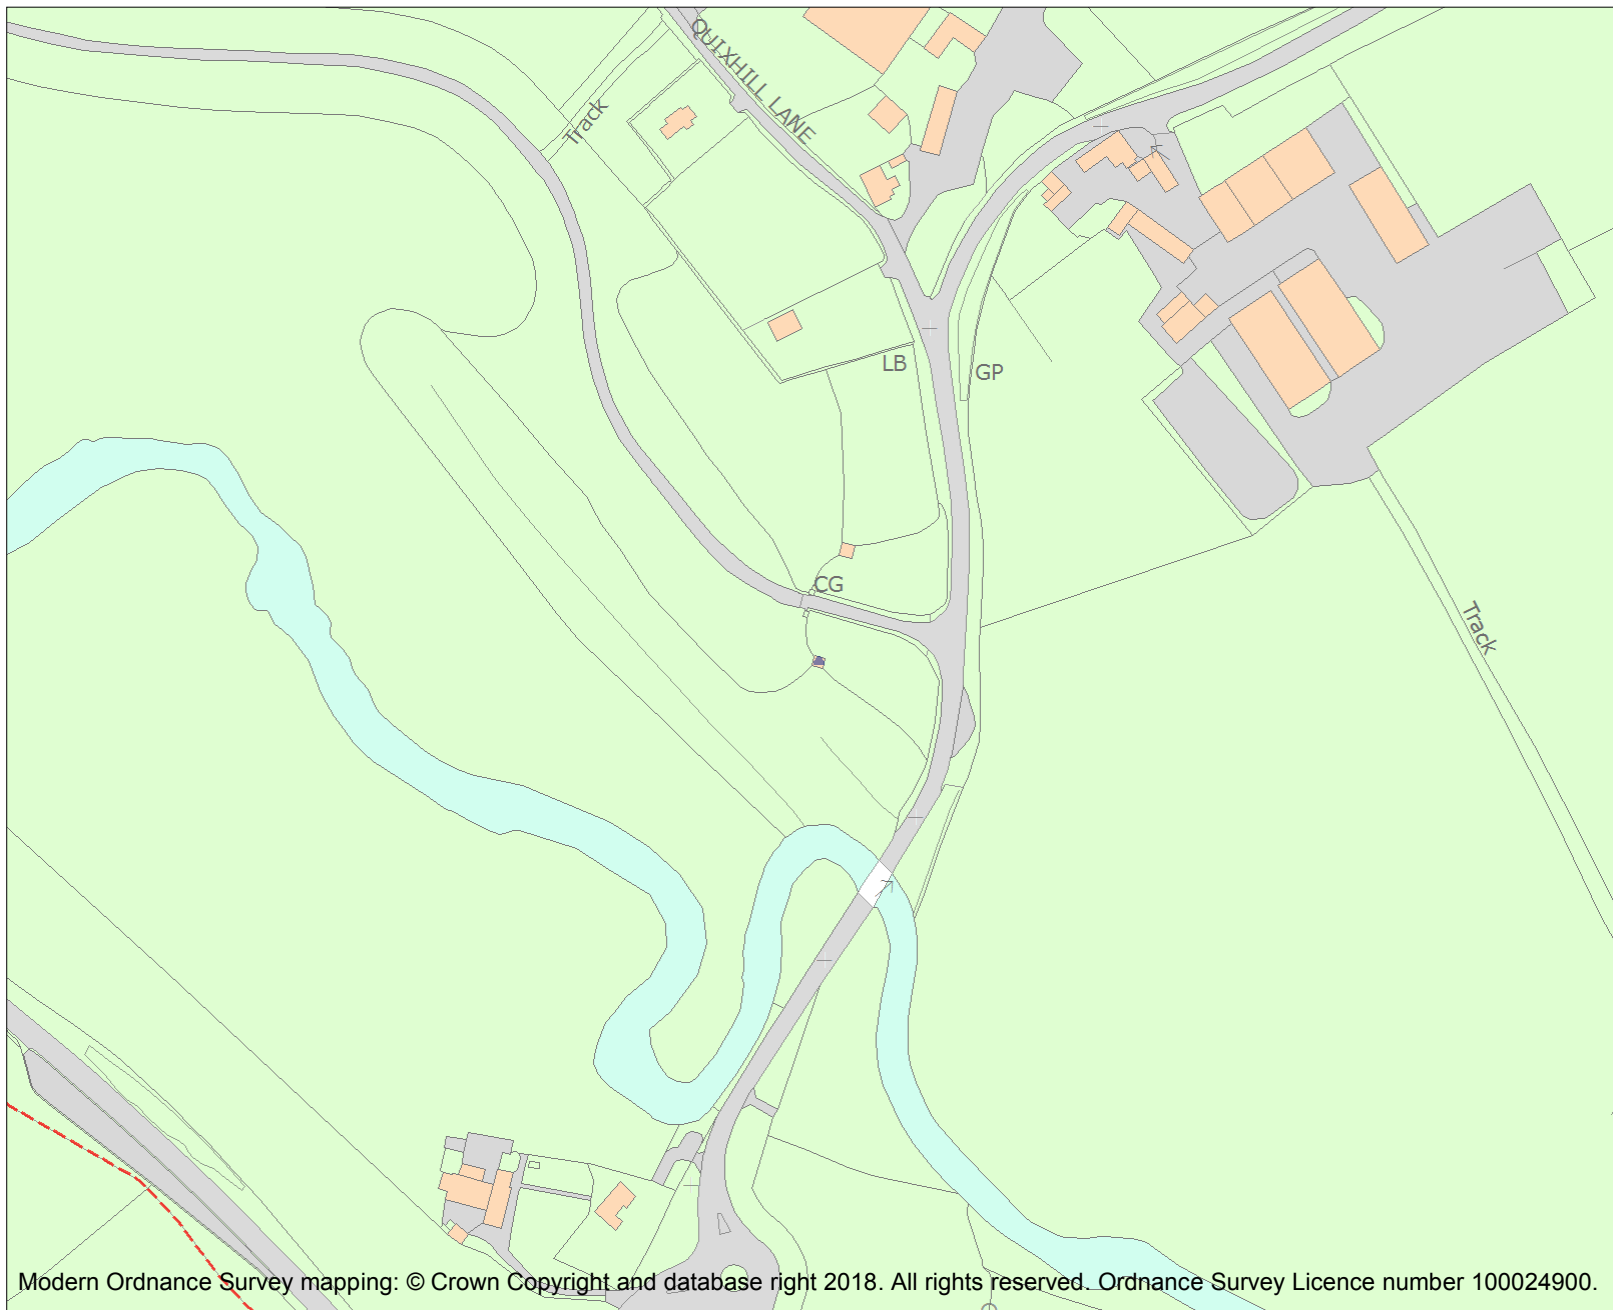 QUIXHILL LANE
Track
LB
GP
CG
Track
Modern Ordnance Survey mapping: © Crown Copyright and database right 2018. All rights reserved. Ordnance Survey Licence number 100024900.